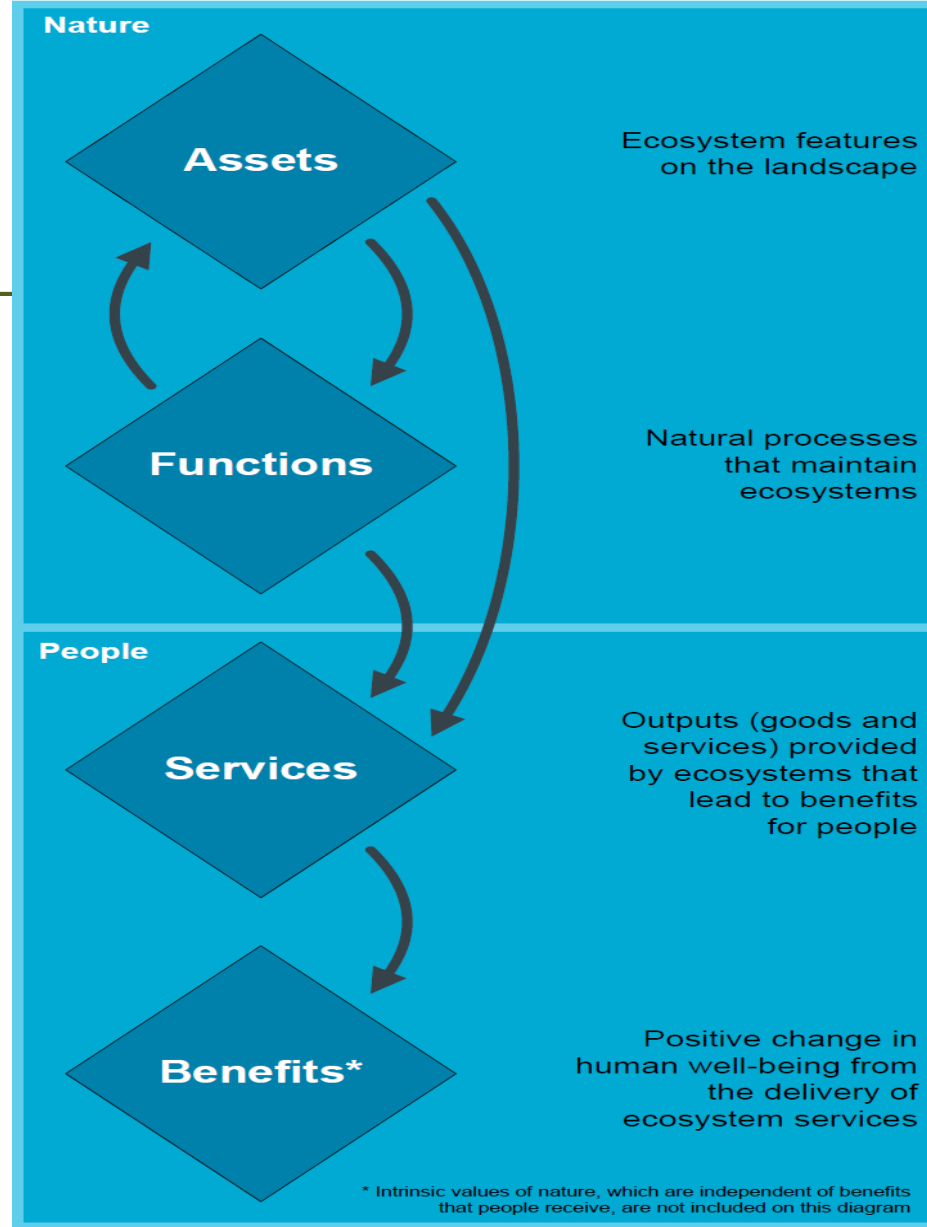 Nature
Assets
Ecosystem features
on the landscape
Functions
Natural processes
that maintain
ecosystems
People
Services
Outputs (goods and
services) provided
by ecosystems that
lead to benefits
for people
Benefits*
Positive change in
human well-being from
the delivery of
ecosystem services
* Intrinsic values of nature, which are independent of benefits
that people receive, are not included on this diagram